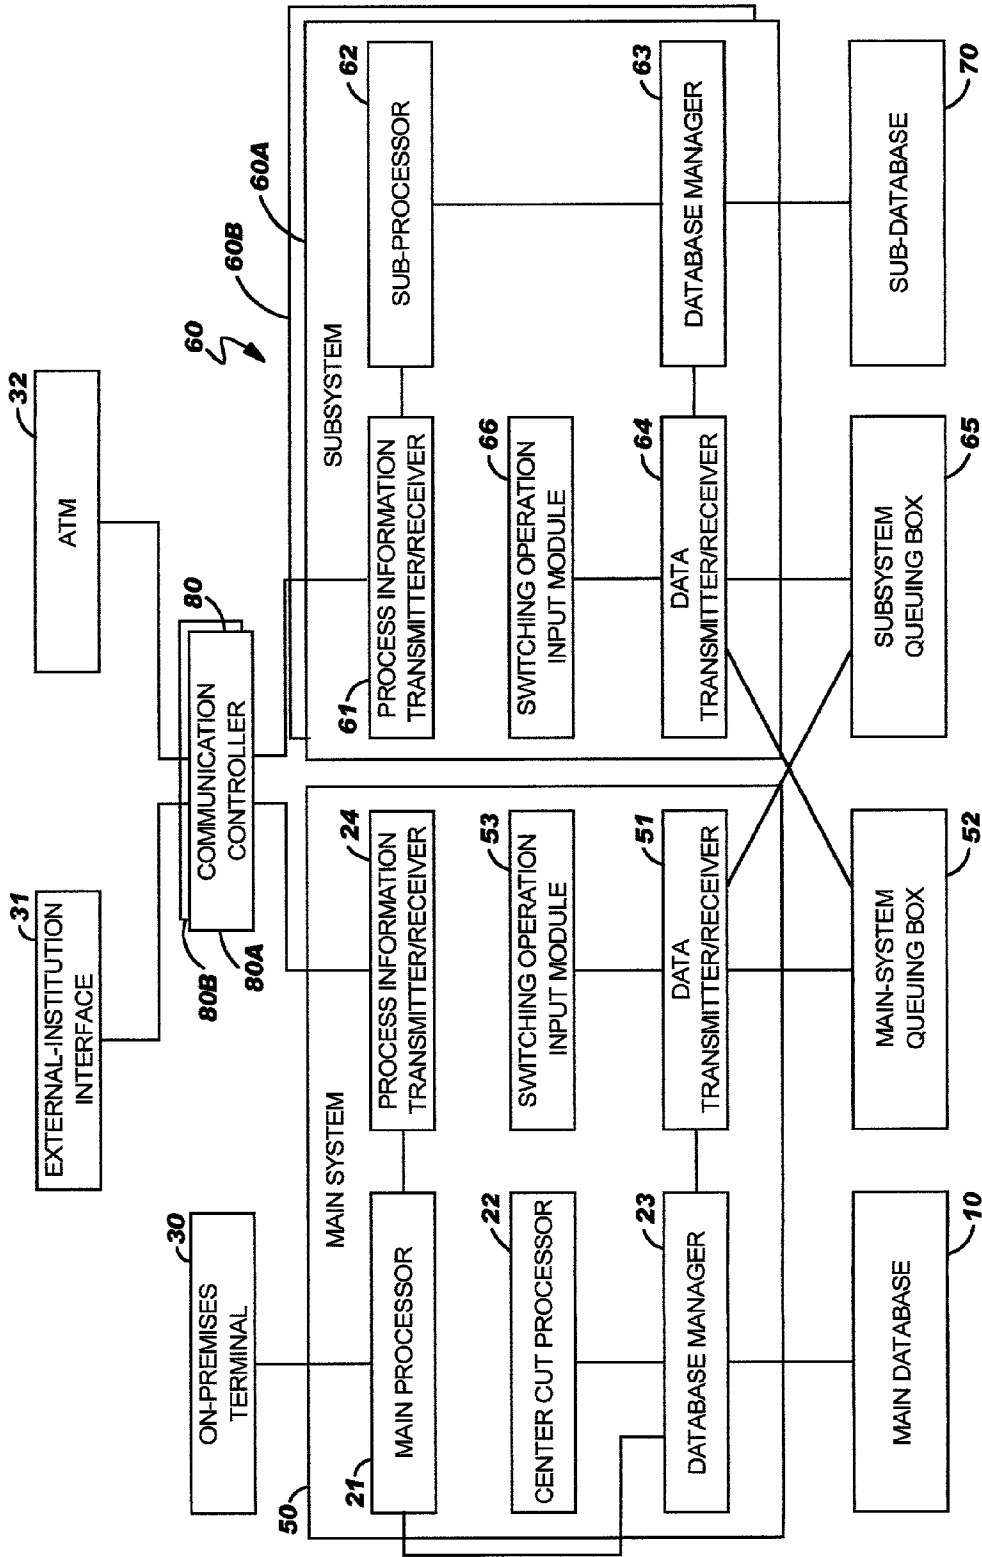 ON-PREMISES
TERMINAL
30
EXTERNAL-INSTITUTION
INTERFACE
31
ATM
32
COMMUNICATION
CONTROLLER
80
80B
80A
60
60B
60A
50
MAIN SYSTEM
SUBSYSTEM
MAIN PROCESSOR
21
PROCESS INFORMATION
TRANSMITTER/RECEIVER
24
PROCESS INFORMATION
TRANSMITTER/RECEIVER
61
SUB-PROCESSOR
62
CENTER CUT PROCESSOR
22
SWITCHING OPERATION
INPUT MODULE
53
SWITCHING OPERATION
INPUT MODULE
66
DATABASE MANAGER
23
DATA
TRANSMITTER/RECEIVER
51
DATA
TRANSMITTER/RECEIVER
64
DATABASE MANAGER
63
MAIN DATABASE
10
MAIN-SYSTEM
QUEUING BOX
52
SUBSYSTEM
QUEUING BOX
65
SUB-DATABASE
70